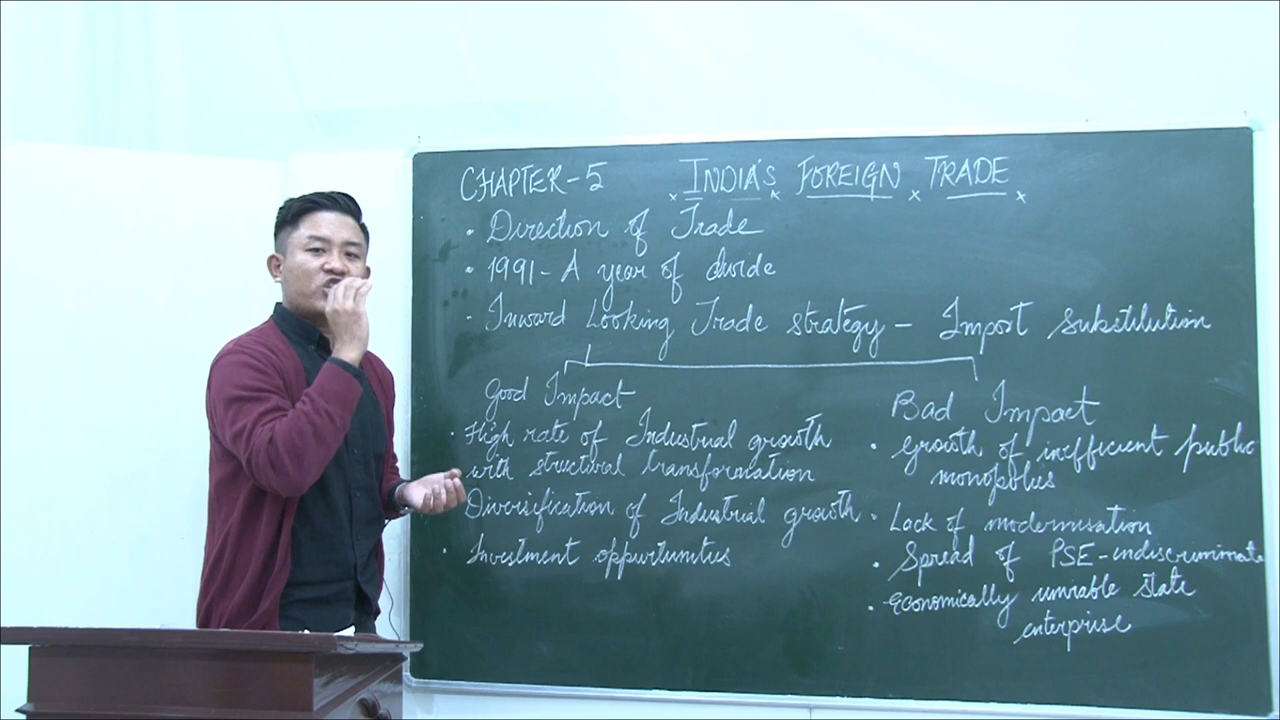 CHAPTER-5 INDIA'S FOREIGN TRADE
• Direction of Trade
• 1991- A year of divide
• Inward Looking Trade strategy - Import Substitution
Good Impact
• High rate of Industrial growth
with structural transformation
Diversification of Industrial growth
• Investment oppurtunities
Bad Impact
• Growth of inefficient public
monopolies
• Lack of modernisation
• Spread of PSE-indiscriminate
• Economically unviable state
enterprise